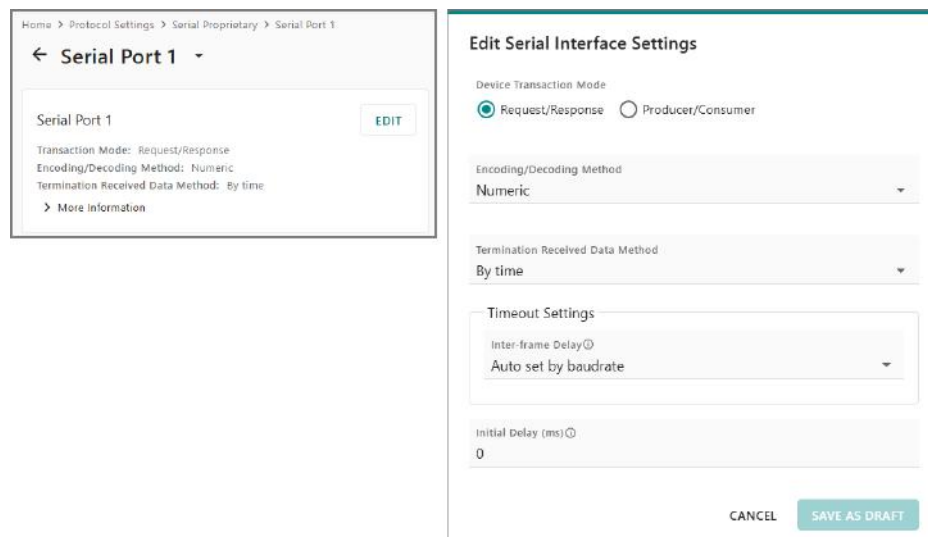 Home > Protocol Settings > Serial Proprietary > Serial Port 1
Serial Port 1
Serial Port 1
EDIT
Transaction Mode: Request/Response
Encoding/Decoding Method: Numeric
Termination Received Data Method: By time
More Information
Edit Serial Interface Settings
Device Transaction Mode
Request/Response
Producer/Consumer
Encoding/Decoding Method
Numeric
Termination Received Data Method
By time
Timeout Settings
Inter-frame Delay
Auto set by baudrate
Initial Delay (ms)
0
CANCEL
SAVE AS DRAFT